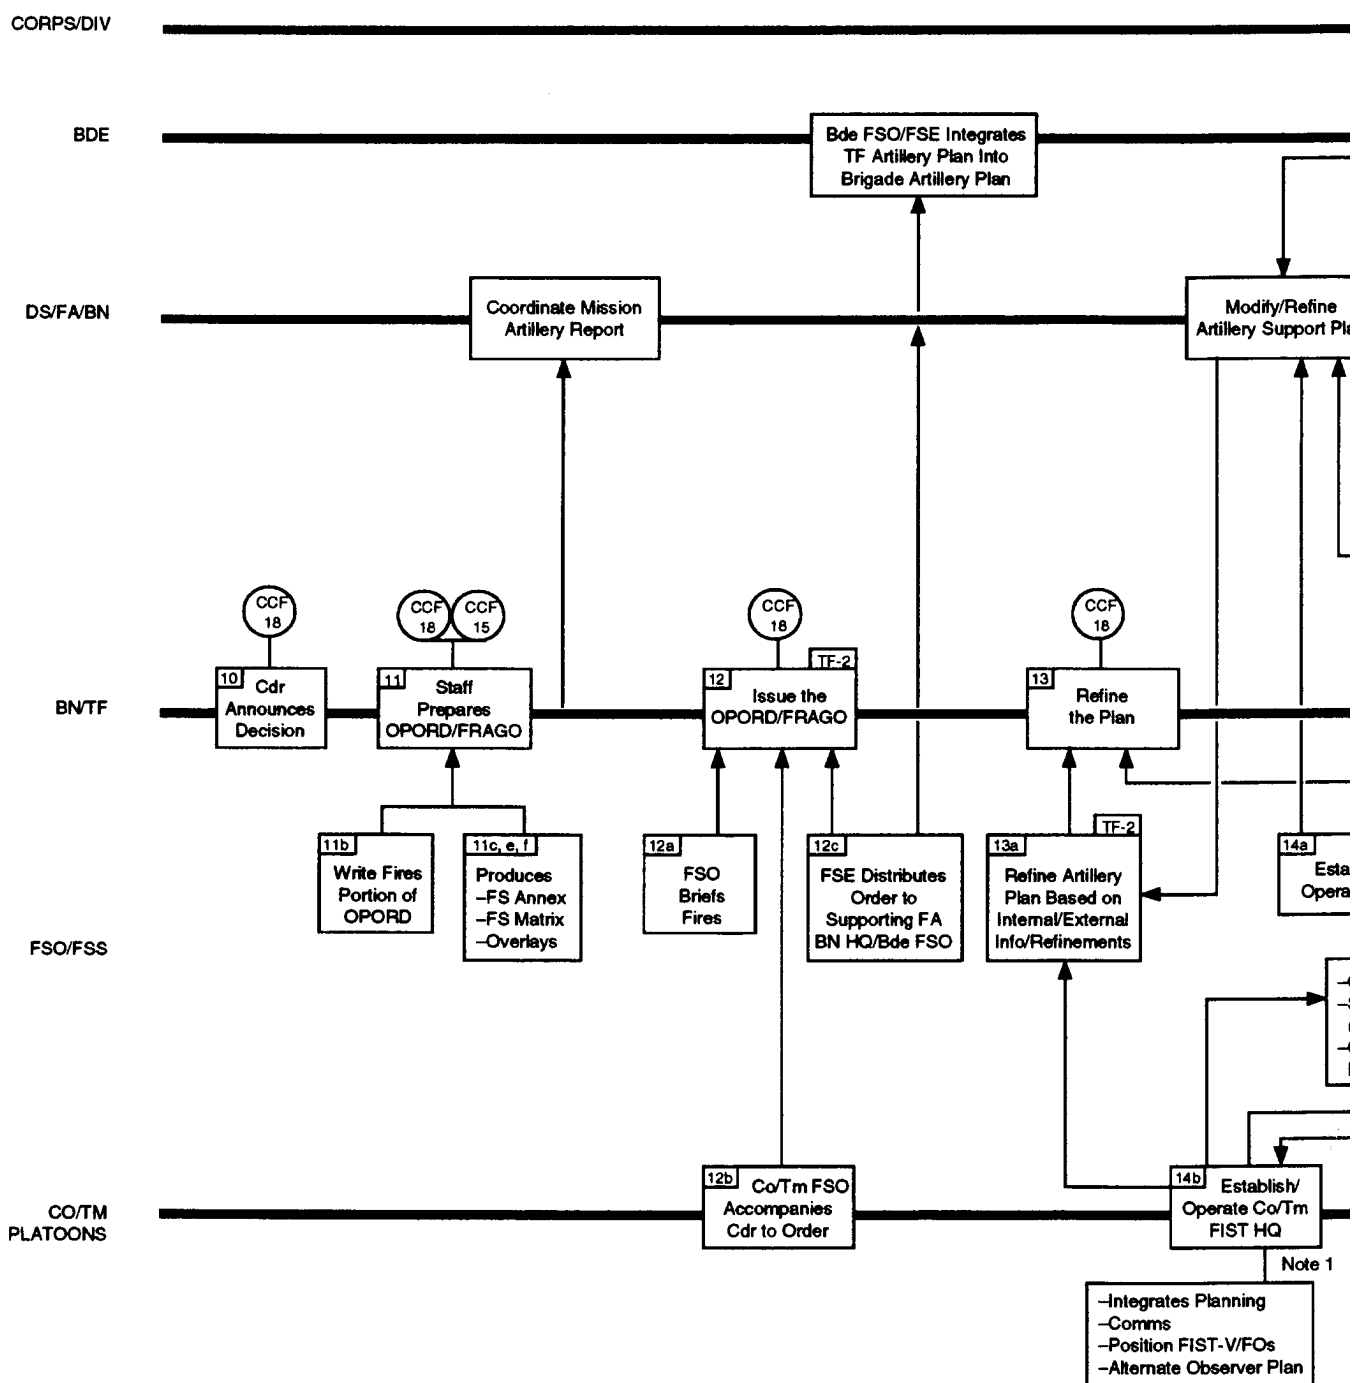 CORPS/DIV
BDE
Bde FSO/FSE Integrates
TF Artillery Plan Into
Brigade Artillery Plan
DS/FA/BN
Coordinate Mission
Artillery Report
Modify/Refine
Artillery Support Pla
CCF
18
CCF
18
CCF
15
CCF
18
CCF
18
BN/TF
10
Cdr
Announces
Decision
11
Staff
Prepares
OPORD/FRAGO
12
TF-2
Issue the
OPORD/FRAGO
13
Refine
the Plan
FSO/FSS
11b
Write Fires
Portion of
OPORD
11c, e, f
Produces
–FS Annex
–FS Matrix
–Overlays
12a
FSO
Briefs
Fires
12c
FSE Distributes
Order to
Supporting FA
BN HQ/Bde FSO
13a
TF-2
Refine Artillery
Plan Based on
Internal/External
Info/Refinements
14a
Esta
Opera
CO/TM
PLATOONS
12b
Co/Tm FSO
Accompanies
Cdr to Order
14b
Establish/
Operate Co/Tm
FIST HQ
Note 1
–Integrates Planning
–Comms
–Position FIST-V/FOs
–Alternate Observer Plan